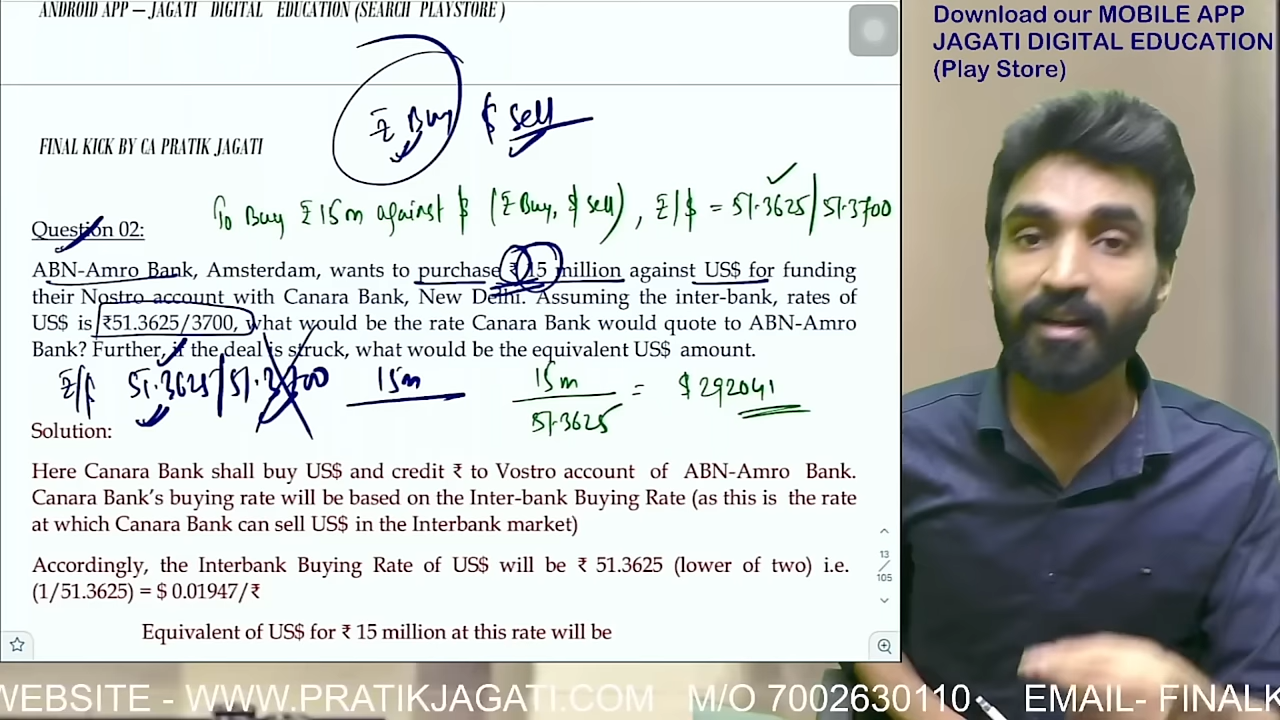 ANDROID APP – JAGATI DIGITAL EDUCATION (SEARCH PLAYSTORE )
Download our MOBILE APP
JAGATI DIGITAL EDUCATION
(Play Store)
₹ Buy $ Sell
FINAL KICK BY CA PRATIK JAGATI
To Buy ₹ 15m against $ (₹ Buy, $ Sell), ₹/$ = 51.3625/51.3700
Question 02:
ABN-Amro Bank, Amsterdam, wants to purchase ₹ 15 million against US$ for funding
their Nostro account with Canara Bank, New Delhi. Assuming the inter-bank, rates of
US$ is ₹51.3625/3700, what would be the rate Canara Bank would quote to ABN-Amro
Bank? Further, if the deal is struck, what would be the equivalent US$ amount.
₹/$ 51.3625/51.3700 15m
15m
51.3625
= $292041
Solution:
Here Canara Bank shall buy US$ and credit ₹ to Vostro account of ABN-Amro Bank.
Canara Bank's buying rate will be based on the Inter-bank Buying Rate (as this is the rate
at which Canara Bank can sell US$ in the Interbank market)
Accordingly, the Interbank Buying Rate of US$ will be ₹ 51.3625 (lower of two) i.e.
(1/51.3625) = $ 0.01947/₹
Equivalent of US$ for ₹ 15 million at this rate will be
13
/
105
WEBSITE - WWW.PRATIKJAGATI.COM M/O 7002630110 EMAIL- FINALK